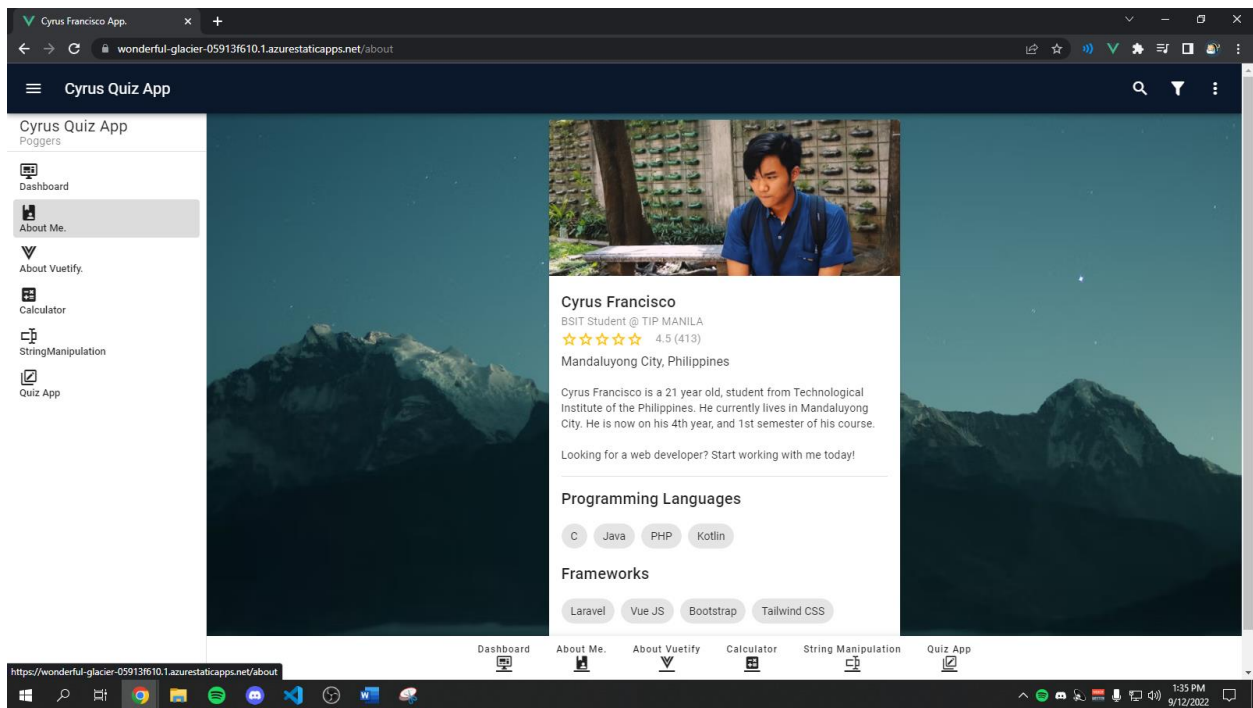 Cyrus Francisco App.
wonderful-glacier-05913f610.1.azurestaticapps.net/about
Cyrus Quiz App
Cyrus Quiz App
Poggers
Dashboard
About Me.
About Vuetify.
Calculator
StringManipulation
Quiz App
Cyrus Francisco
BSIT Student @ TIP MANILA
4.5 (413)
Mandaluyong City, Philippines
Cyrus Francisco is a 21 year old, student from Technological
Institute of the Philippines. He currently lives in Mandaluyong
City. He is now on his 4th year, and 1st semester of his course.
Looking for a web developer? Start working with me today!
Programming Languages
C Java PHP Kotlin
Frameworks
Laravel Vue JS Bootstrap Tailwind CSS
Dashboard About Me. About Vuetify Calculator String Manipulation Quiz App
https://wonderful-glacier-05913f610.1.azurestaticapps.net/about
1:35 PM
9/12/2022